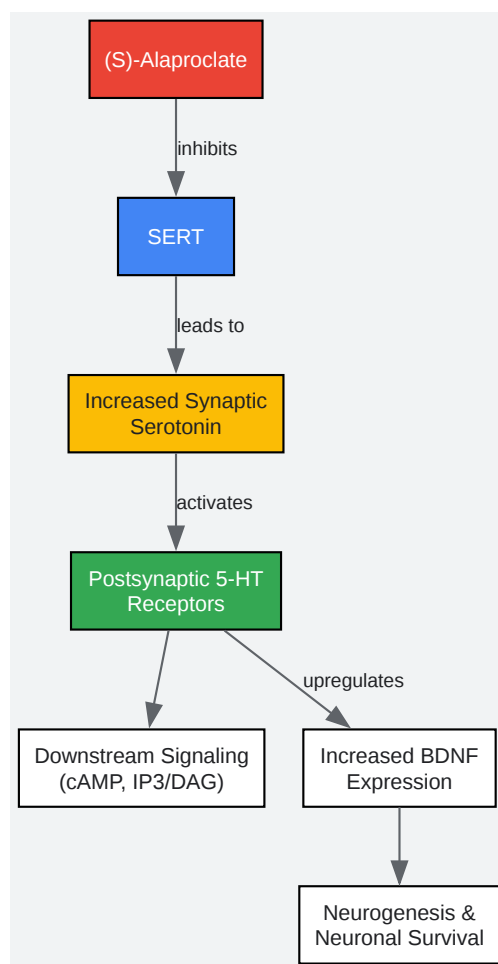 (S)-Alaproclate
inhibits
SERT
leads to
Increased Synaptic
Serotonin
activates
Postsynaptic 5-HT
Receptors
upregulates
Downstream Signaling
(cAMP, IP3/DAG)
Increased BDNF
Expression
Neurogenesis &
Neuronal Survival